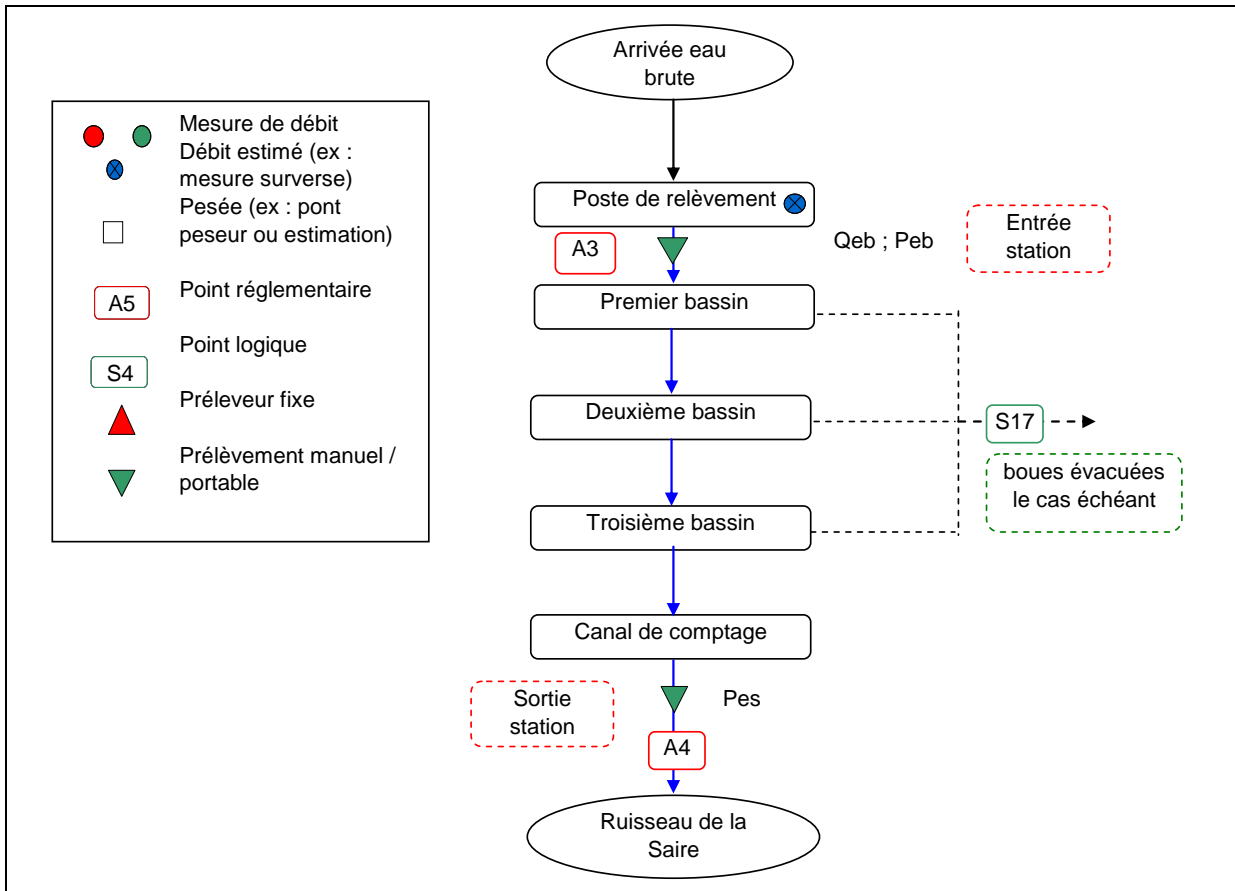 Arrivée eau
brute
Mesure de débit
Débit estimé (ex :
mesure surverse)
Pesée (ex : pont
peseur ou estimation)
A5
Point réglementaire
Point logique
S4
Préleveur fixe
Prélèvement manuel /
portable
Poste de relèvement
A3
Qeb ; Peb
Entrée
station
Premier bassin
Deuxième bassin
S17
boues évacuées
le cas échéant
Troisième bassin
Canal de comptage
Sortie
station
Pes
A4
Ruisseau de la
Saire